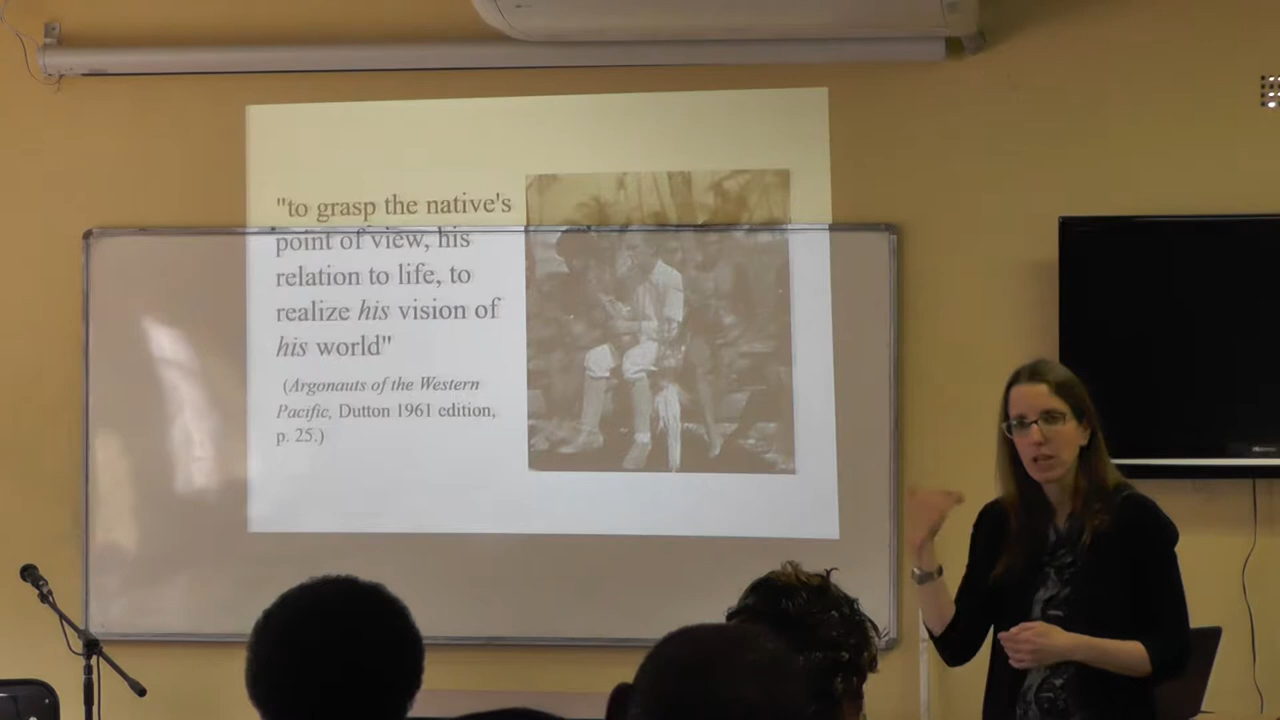 "to grasp the native's
point of view, his
relation to life, to
realize his vision of
his world"
(Argonauts of the Western
Pacific, Dutton 1961 edition,
p. 25.)